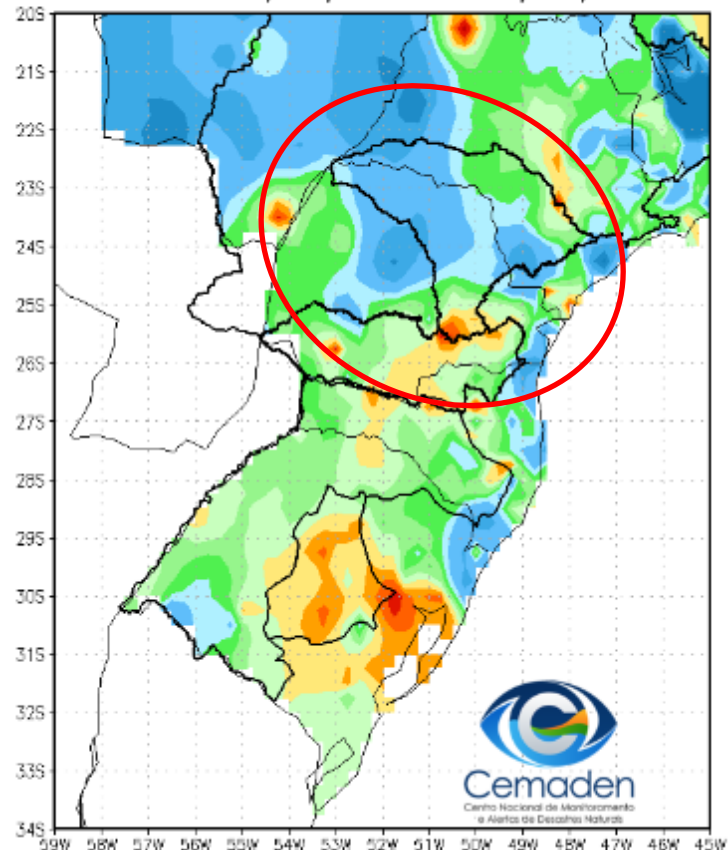 20S
21S
22S
23S
24S
25S
26S
27S
28S
29S
30S
31S
32S
33S
34S
Cemaden
Centro Nacional de Monitoramento
e Alertas de Desastres Naturais
59W 58W 57W 56W 55W 54W 53W 52W 51W 50W 49W 48W 47W 46W 45W